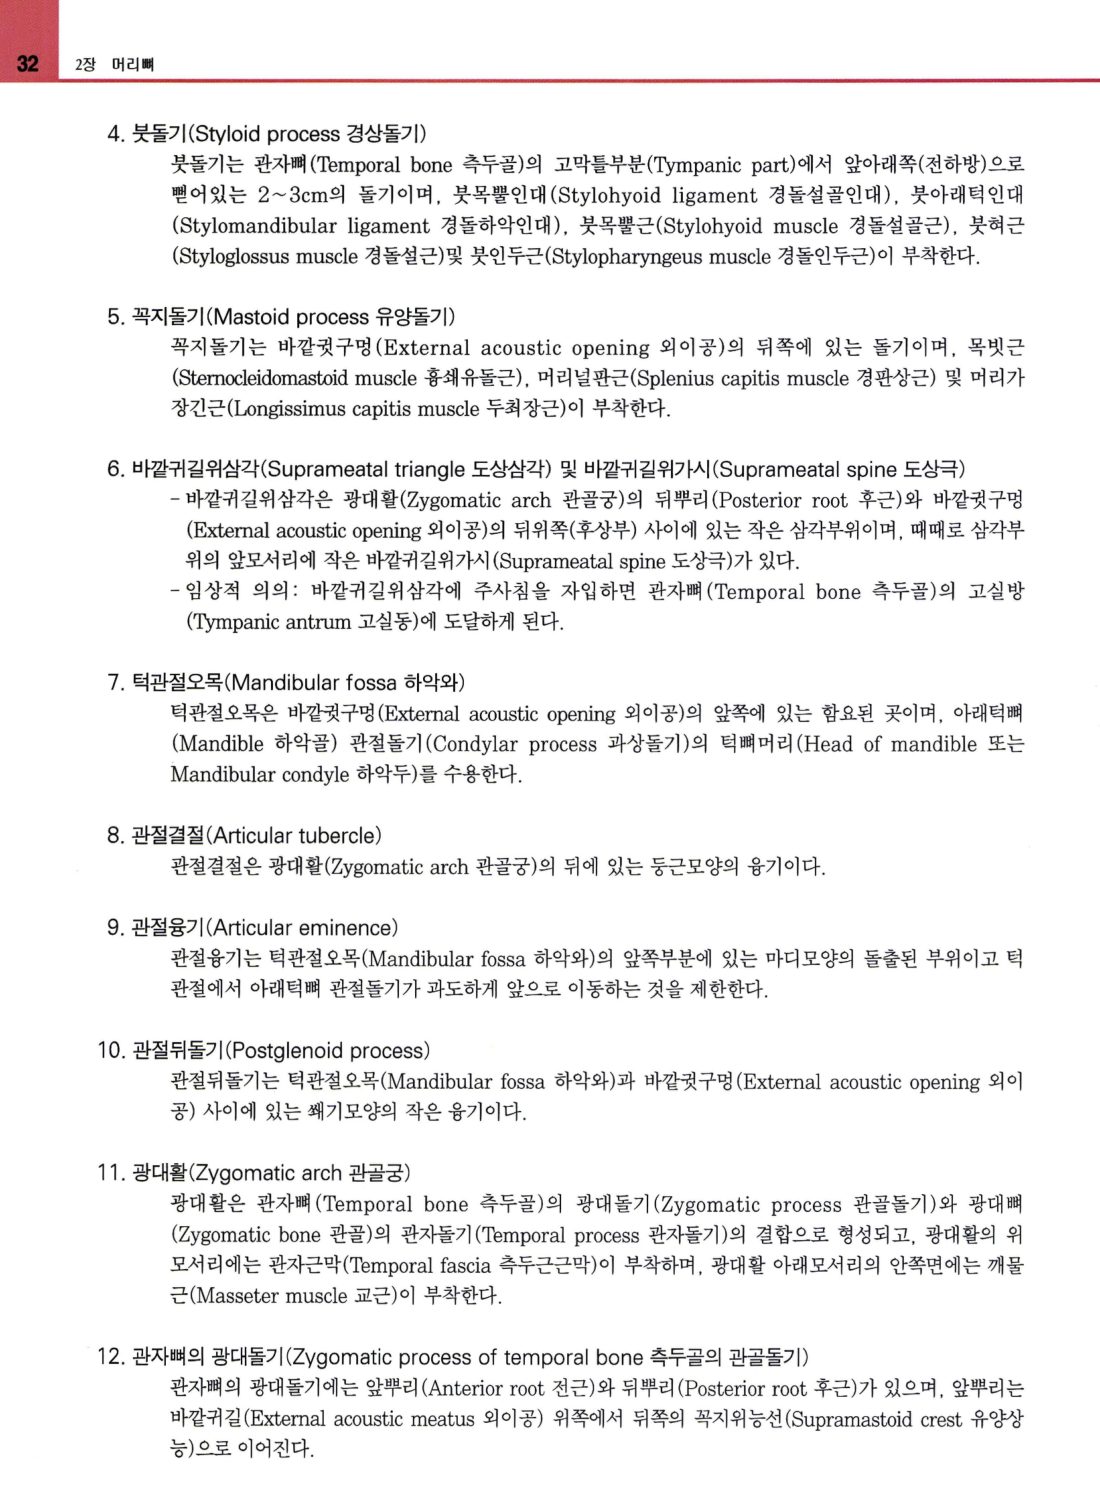 32 2장 머리뼈
4. 붓돌기(Styloid process 경상돌기)
붓돌기는 관자뼈(Temporal bone 측두골)의 고막틀부분(Tympanic part)에서 앞아래쪽(전하방)으로
뻗어있는 2~3cm의 돌기이며, 붓목뿔인대(Stylohyoid ligament 경돌설골인대), 붓아래턱인대
(Stylomandibular ligament 경돌하악인대), 붓목뿔근(Stylohyoid muscle 경돌설골근), 붓혀근
(Styloglossus muscle 경돌설근)및 붓인두근(Stylopharyngeus muscle 경돌인두근)이 부착한다.
5. 꼭지돌기(Mastoid process 유양돌기)
꼭지돌기는 바깥귓구멍(External acoustic opening 외이공)의 뒤쪽에 있는 돌기이며, 목빗근
(Sternocleidomastoid muscle 흉쇄유돌근), 머리널판근(Splenius capitis muscle 경판상근) 및 머리가
장긴근(Longissimus capitis muscle 두최장근)이 부착한다.
6. 바깥귀길위삼각(Suprameatal triangle 도상삼각) 및 바깥귀길위가시(Suprameatal spine 도상극)
- 바깥귀길위삼각은 광대활(Zygomatic arch 관골궁)의 뒤뿌리(Posterior root 후근)와 바깥귓구멍
(External acoustic opening 외이공)의 뒤위쪽(후상부) 사이에 있는 작은 삼각부위이며, 때때로 삼각부
위의 앞모서리에 작은 바깥귀길위가시(Suprameatal spine 도상극)가 있다.
- 임상적 의의: 바깥귀길위삼각에 주사침을 자입하면 관자뼈(Temporal bone 측두골)의 고실방
(Tympanic antrum 고실동)에 도달하게 된다.
7. 턱관절오목(Mandibular fossa 하악와)
턱관절오목은 바깥귓구멍(External acoustic opening 외이공)의 앞쪽에 있는 함요된 곳이며, 아래턱뼈
(Mandible 하악골) 관절돌기(Condylar process 과상돌기)의 턱뼈머리(Head of mandible 또는
Mandibular condyle 하악두)를 수용한다.
8. 관절결절(Articular tubercle)
관절결절은 광대활(Zygomatic arch 관골궁)의 뒤에 있는 둥근모양의 융기이다.
9. 관절융기(Articular eminence)
관절융기는 턱관절오목(Mandibular fossa 하악와)의 앞쪽부분에 있는 마디모양의 돌출된 부위이고 턱
관절에서 아래턱뼈 관절돌기가 과도하게 앞으로 이동하는 것을 제한한다.
10. 관절뒤돌기(Postglenoid process)
관절뒤돌기는 턱관절오목(Mandibular fossa 하악와)과 바깥귓구멍(External acoustic opening 외이
공) 사이에 있는 쐐기모양의 작은 융기이다.
11. 광대활(Zygomatic arch 관골궁)
광대활은 관자뼈(Temporal bone 측두골)의 광대돌기(Zygomatic process 관골돌기)와 광대뼈
(Zygomatic bone 관골)의 관자돌기(Temporal process 관자돌기)의 결합으로 형성되고, 광대활의 위
모서리에는 관자근막(Temporal fascia 측두근근막)이 부착하며, 광대활 아래모서리의 안쪽면에는 깨물
근(Masseter muscle 교근)이 부착한다.
12. 관자뼈의 광대돌기(Zygomatic process of temporal bone 측두골의 관골돌기)
관자뼈의 광대돌기에는 앞뿌리(Anterior root 전근)와 뒤뿌리(Posterior root 후근)가 있으며, 앞뿌리는
바깥귀길(External acoustic meatus 외이공) 위쪽에서 뒤쪽의 꼭지위능선(Supramastoid crest 유양상
능)으로 이어진다.